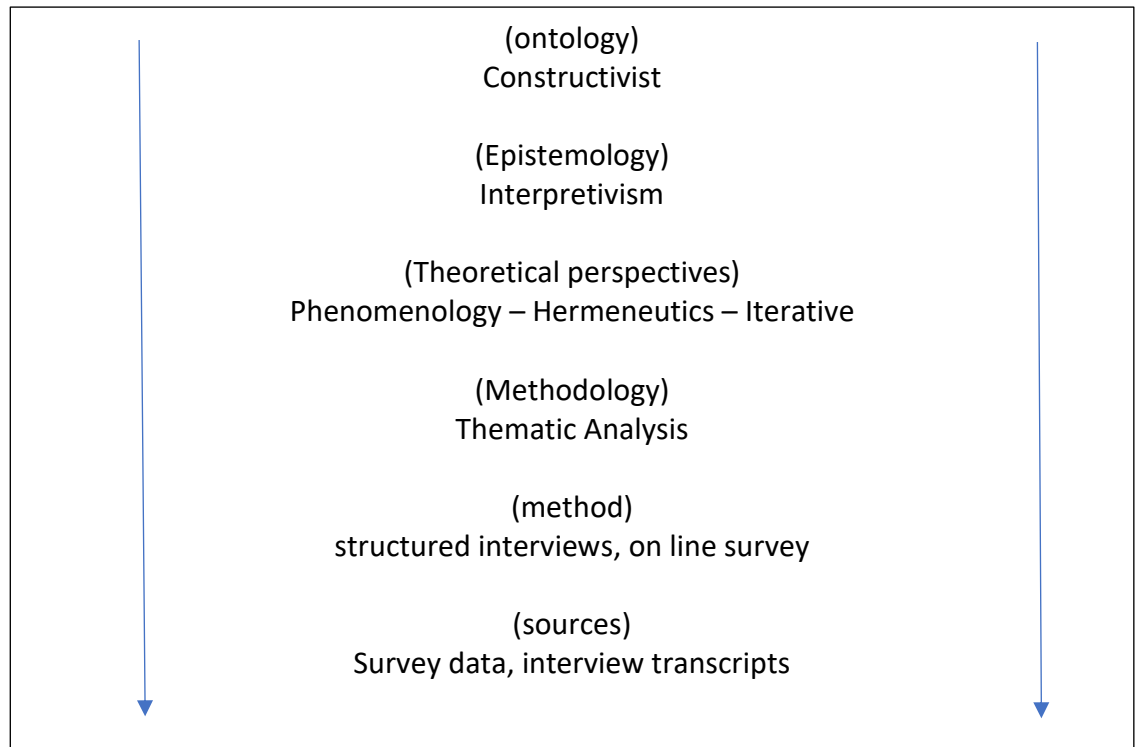 (ontology)
Constructivist
(Epistemology)
Interpretivism
(Theoretical perspectives)
Phenomenology – Hermeneutics – Iterative
(Methodology)
Thematic Analysis
(method)
structured interviews, on line survey
(sources)
Survey data, interview transcripts